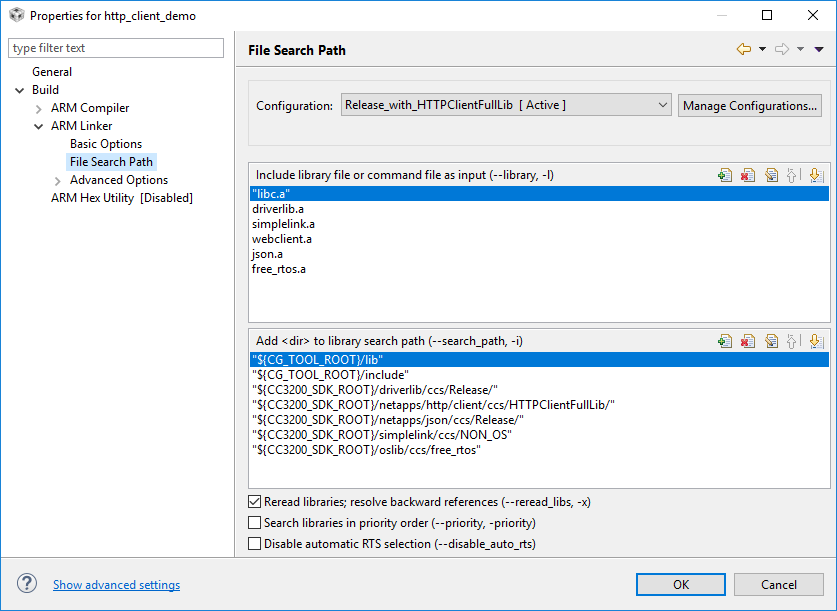 Properties for http_client_demo
type filter text
General
Build
ARM Compiler
ARM Linker
Basic Options
File Search Path
Advanced Options
ARM Hex Utility [Disabled]
File Search Path
Configuration: Release_with_HTTPClientFullLib [ Active ] Manage Configurations...
Include library file or command file as input (--library, -l)
"libc.a"
driverlib.a
simplelink.a
webclient.a
json.a
free_rtos.a
Add <dir> to library search path (--search_path, -i)
"${CG_TOOL_ROOT}/lib"
"${CG_TOOL_ROOT}/include"
"${CC3200_SDK_ROOT}/driverlib/ccs/Release/"
"${CC3200_SDK_ROOT}/netapps/http/client/ccs/HTTPClientFullLib/"
"${CC3200_SDK_ROOT}/netapps/json/ccs/Release/"
"${CC3200_SDK_ROOT}/simplelink/ccs/NON_OS"
"${CC3200_SDK_ROOT}/oslib/ccs/free_rtos"
Reread libraries; resolve backward references (--reread_libs, -x)
Search libraries in priority order (--priority, -priority)
Disable automatic RTS selection (--disable_auto_rts)
? Show advanced settings OK Cancel